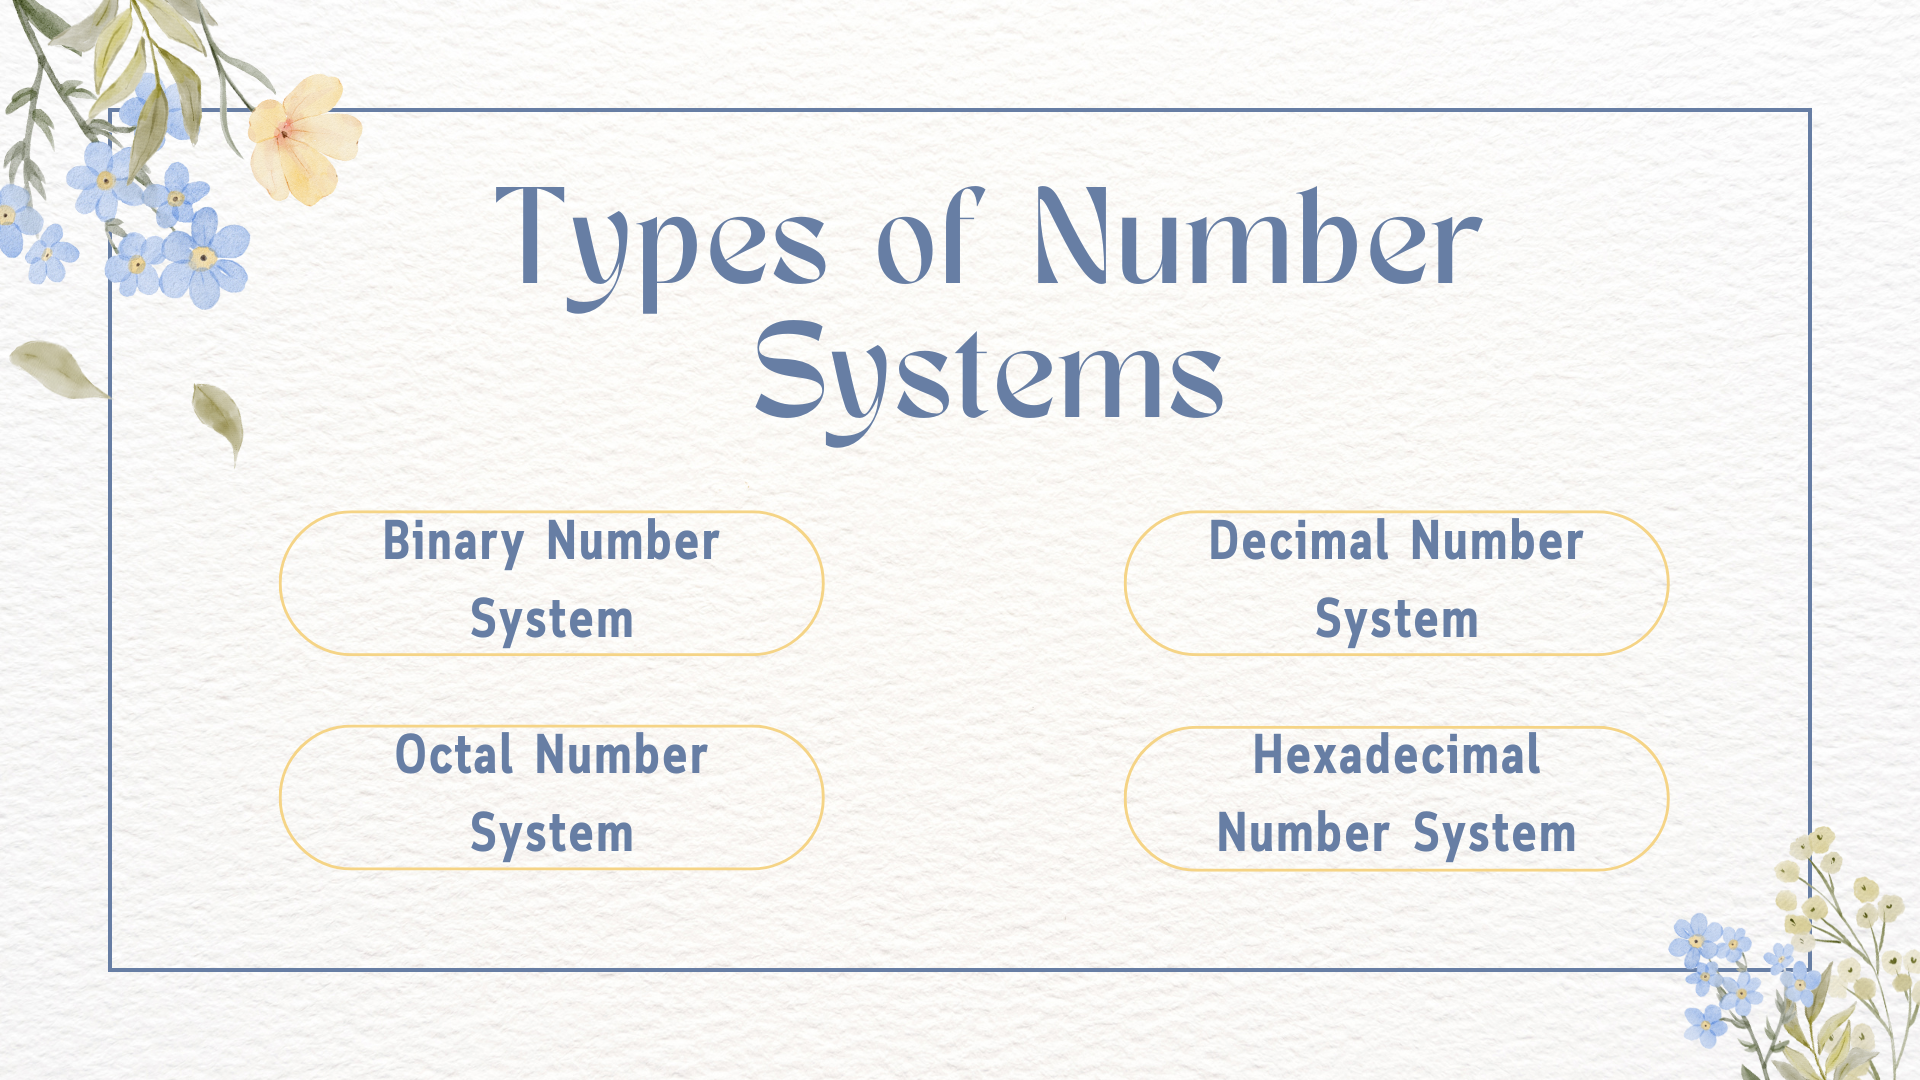 Types of Number
Systems
Binary Number
System
Decimal Number
System
Octal Number
System
Hexadecimal
Number System